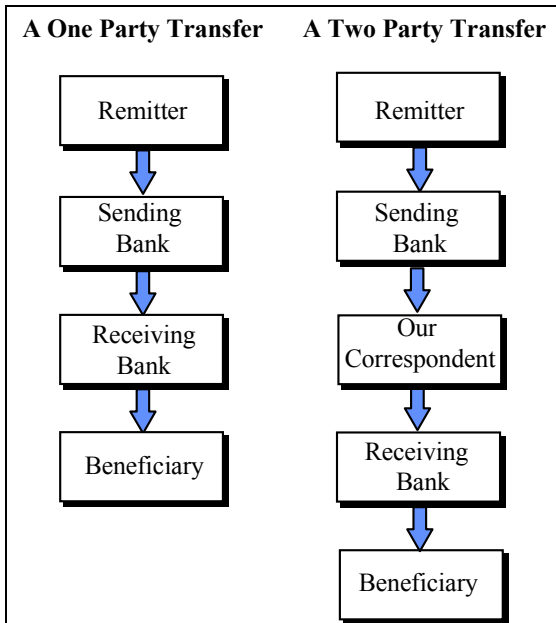 A One Party Transfer
Remitter
Sending
Bank
Receiving
Bank
Beneficiary
A Two Party Transfer
Remitter
Sending
Bank
Our
Correspondent
Receiving
Bank
Beneficiary